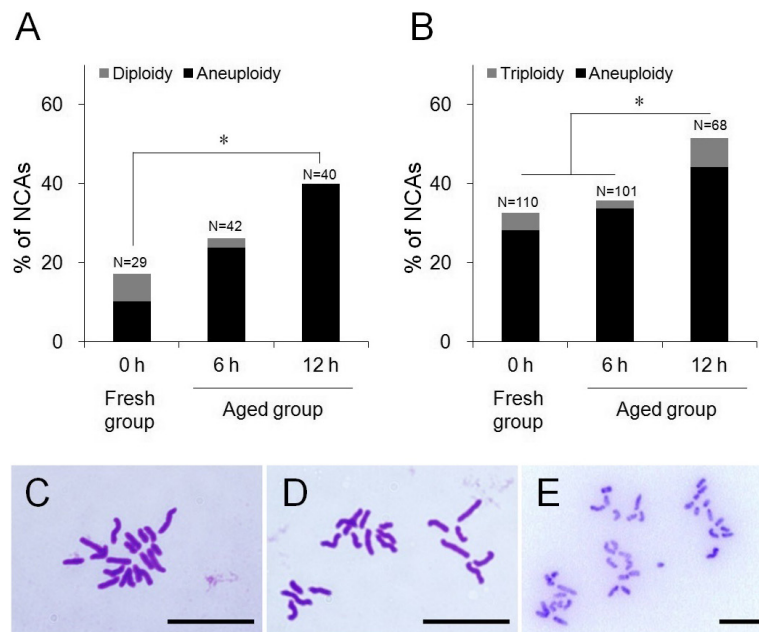 A
B
Diploidy Aneuploidy
Triploidy Aneuploidy
% of NCAs
60
40
20
0
*
N=29
N=42
N=40
0 h
6 h
12 h
Fresh group
Aged group
% of NCAs
60
40
20
0
*
N=110
N=101
N=68
0 h
6 h
12 h
Fresh group
Aged group
C
D
E